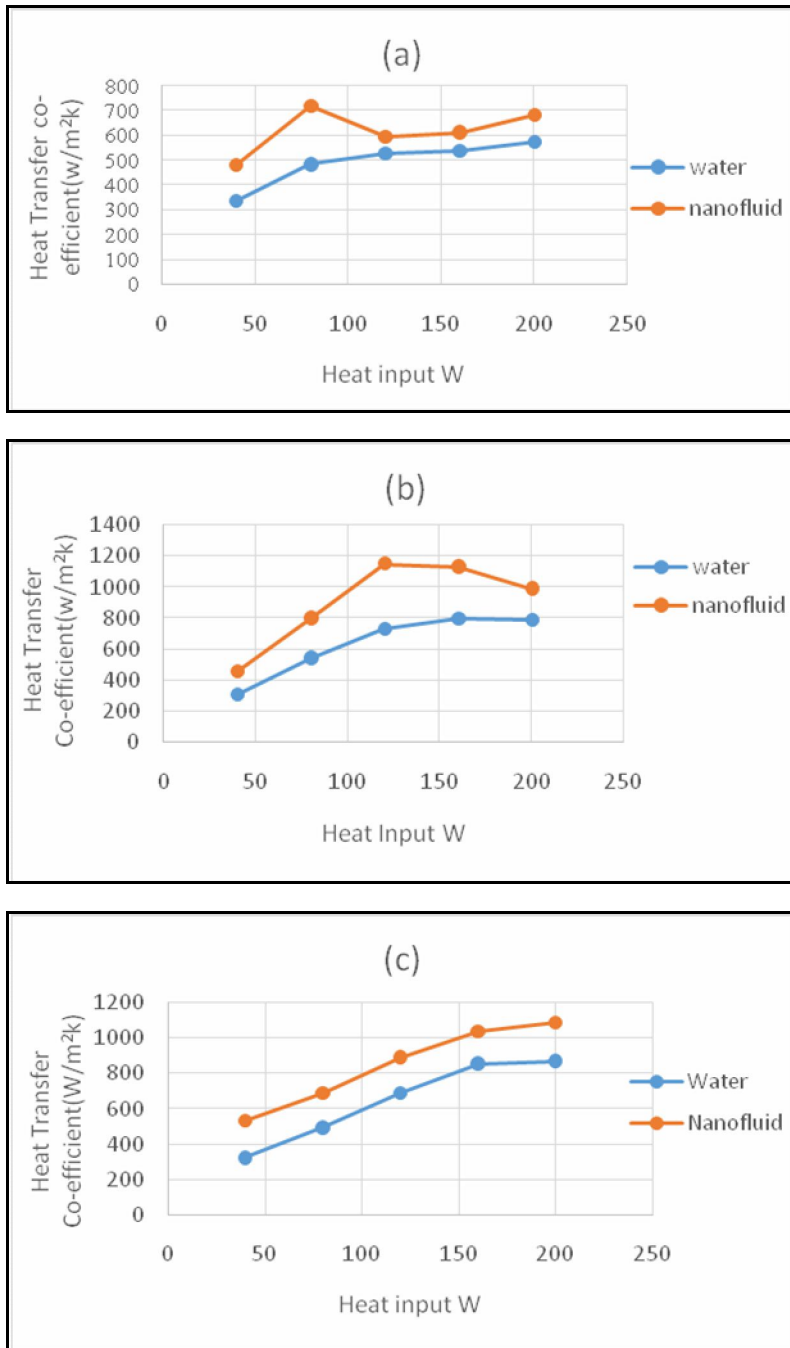 (a)
Heat Transfer co-
efficient(w/m²k)
800
700
600
500
400
300
200
100
0
0 50 100 150 200 250
Heat input W
water
nanofluid
(b)
Heat Transfer
Co-efficient(w/m²k)
1400
1200
1000
800
600
400
200
0
0 50 100 150 200 250
Heat Input W
water
nanofluid
(c)
Heat Transfer
Co-efficient(W/m²k)
1200
1000
800
600
400
200
0
0 50 100 150 200 250
Heat input W
Water
Nanofluid